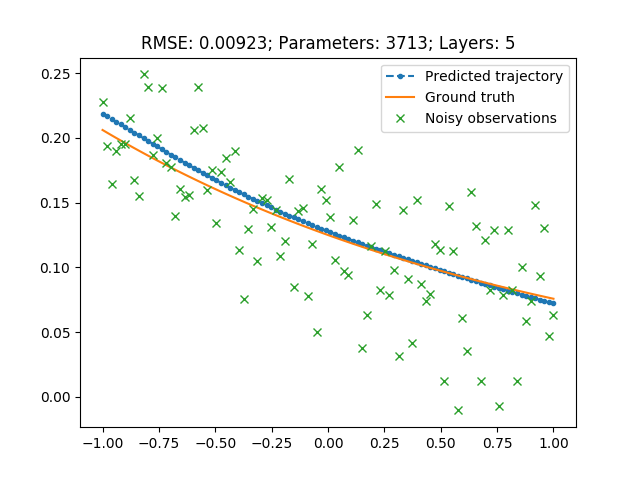 RMSE: 0.00923; Parameters: 3713; Layers: 5
Predicted trajectory
Ground truth
Noisy observations
0.25
0.20
0.15
0.10
0.05
0.00
−1.00 −0.75 −0.50 −0.25 0.00 0.25 0.50 0.75 1.00